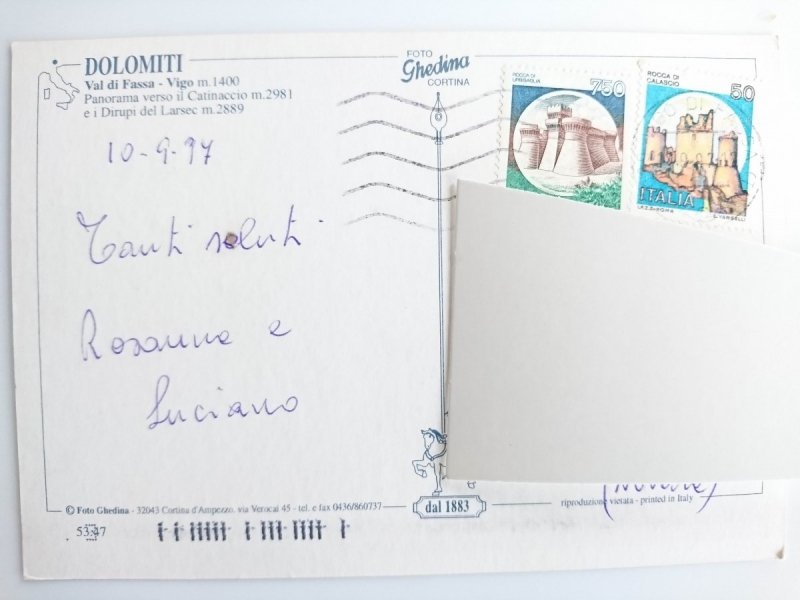 DOLOMITI
Val di Fassa - Vigo m.1400
Panorama verso il Catinaccio m.2981
e i Dirupi del Larsec m.2889
FOTO
Ghedina
CORTINA
ROCCA DI
URBISAGLIA
750
ROCCA DI
CALASCIO
50
ITALIA
I.P.Z.S. ROMA
E. VANGELLI
10-9-97
Tanti saluti
Rosanna e
Luciano
© Foto Ghedina - 32043 Cortina d'Ampezzo, via Verocai 45 - tel. e fax 0436/860737
dal 1883
riproduzione vietata - printed in Italy